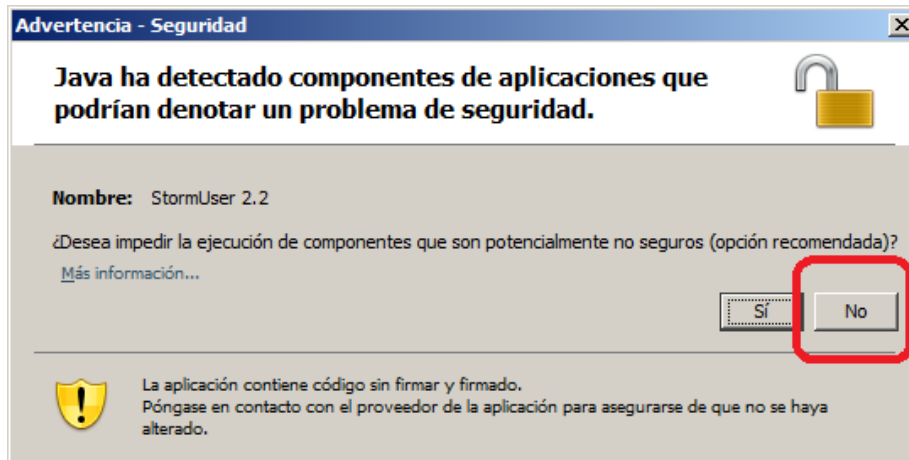 Advertencia - Seguridad
Java ha detectado componentes de aplicaciones que
podrían denotar un problema de seguridad.
Nombre: StormUser 2.2
¿Desea impedir la ejecución de componentes que son potencialmente no seguros (opción recomendada)?
Más información...
Sí No
La aplicación contiene código sin firmar y firmado.
Póngase en contacto con el proveedor de la aplicación para asegurarse de que no se haya
alterado.